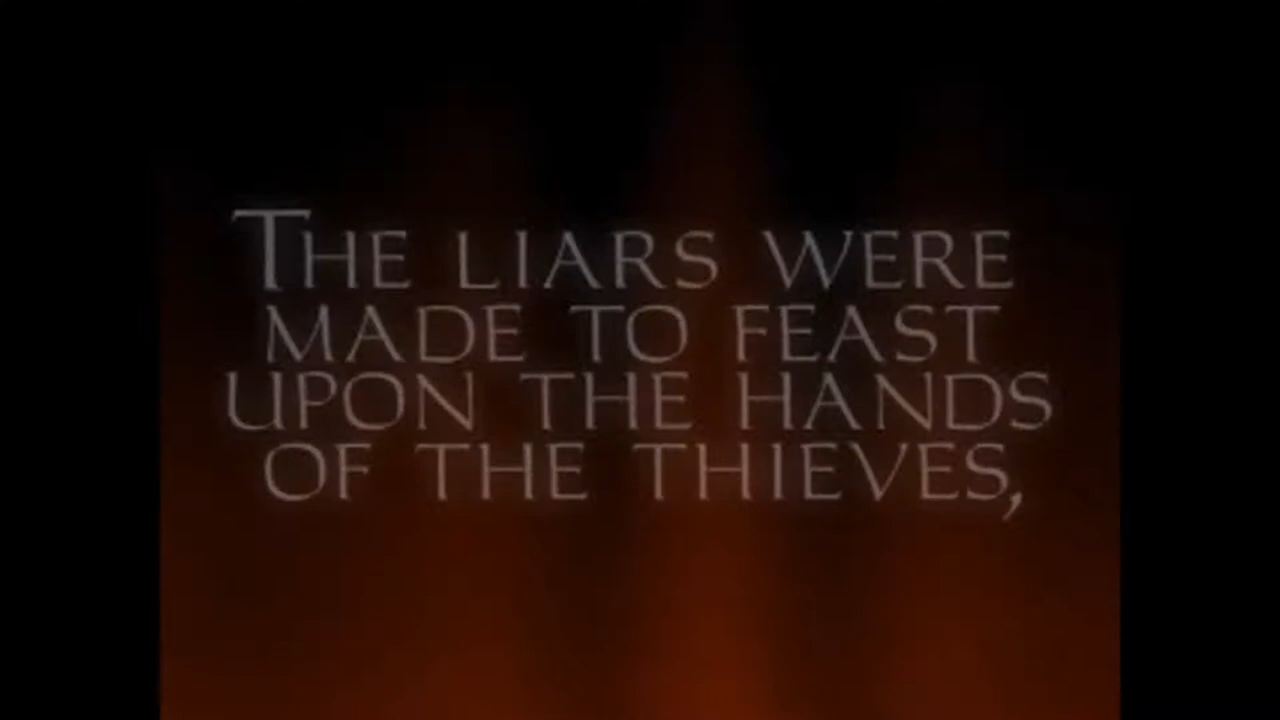 THE LIARS WERE
MADE TO FEAST
UPON THE HANDS
OF THE THIEVES,